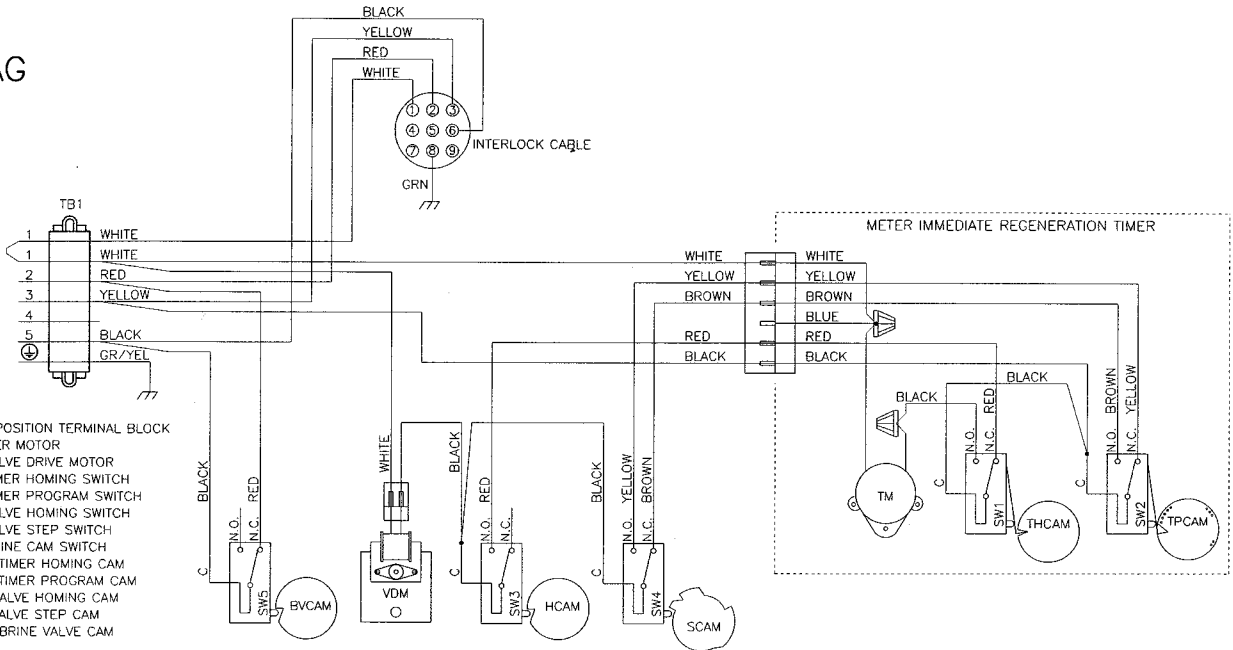 AG
BLACK
YELLOW
RED
WHITE
1 2 3
4 5 6
7 8 9
INTERLOCK CABLE
GRN
TB1
1 WHITE
1 WHITE
2 RED
3 YELLOW
4
5 BLACK
GR/YEL
METER IMMEDIATE REGENERATION TIMER
WHITE WHITE
YELLOW YELLOW
BROWN BROWN
BLUE
RED RED
BLACK BLACK
BLACK
BLACK
N.O.
N.C. RED
N.O. BROWN
N.C. YELLOW
C
C
TM
SW1
THCAM
SW2
TPCAM
POSITION TERMINAL BLOCK
ER MOTOR
LVE DRIVE MOTOR
MER HOMING SWITCH
MER PROGRAM SWITCH
LVE HOMING SWITCH
LVE STEP SWITCH
INE CAM SWITCH
TIMER HOMING CAM
TIMER PROGRAM CAM
ALVE HOMING CAM
ALVE STEP CAM
BRINE VALVE CAM
BLACK
RED
N.O.
N.C.
C
SW5
BVCAM
WHITE
VDM
BLACK
RED
N.O.
N.C.
C
SW3
HCAM
BLACK
YELLOW
BROWN
N.O.
N.C.
C
SW4
SCAM